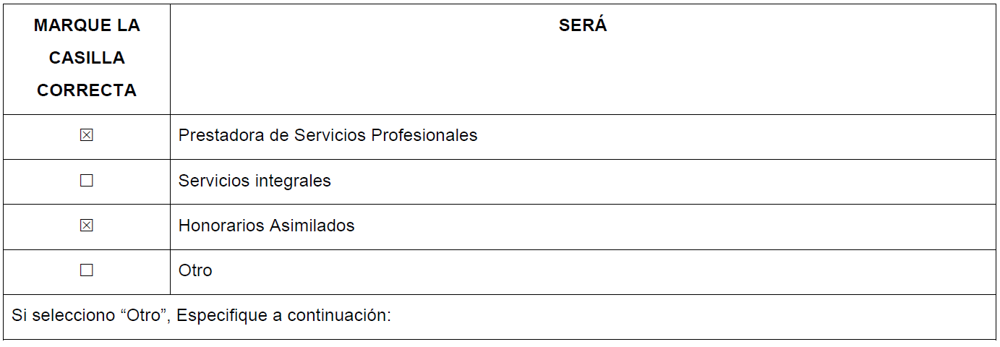 MARQUE LA
CASILLA
CORRECTA
SERÁ
☒ Prestadora de Servicios Profesionales
☐ Servicios integrales
☒ Honorarios Asimilados
☐ Otro
Si selecciono “Otro”, Especifique a continuación: